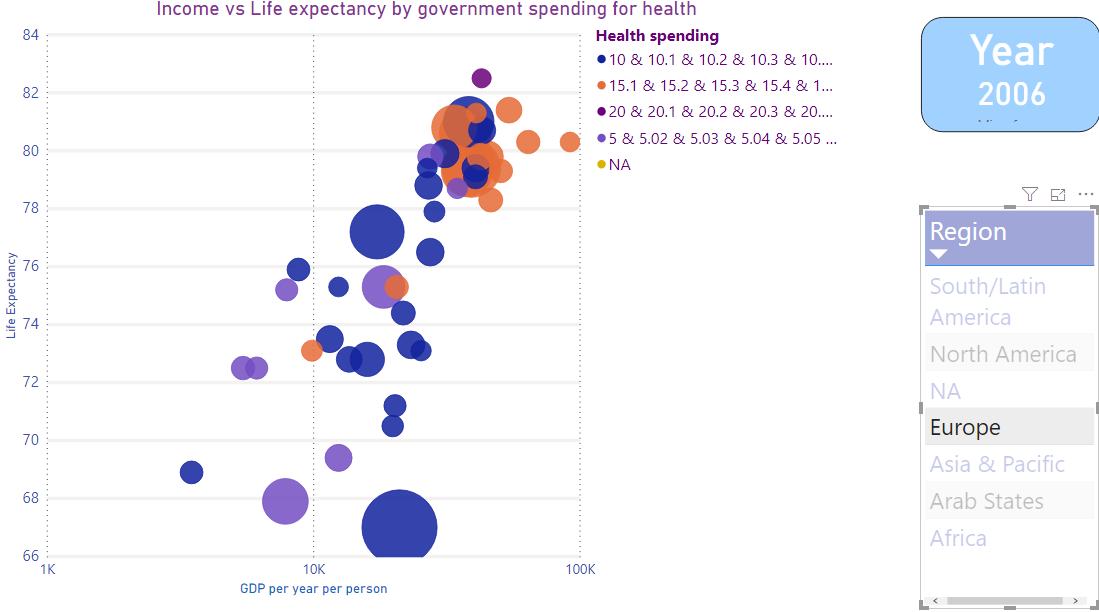 Income vs Life expectancy by government spending for health
84
82
80
78
76
74
72
70
68
66
Life Expectancy
1K
10K
100K
GDP per year per person
Health spending
10 & 10.1 & 10.2 & 10.3 & 10....
15.1 & 15.2 & 15.3 & 15.4 & 1...
20 & 20.1 & 20.2 & 20.3 & 20....
5 & 5.02 & 5.03 & 5.04 & 5.05 ...
NA
Year
2006
Region
South/Latin
America
North America
NA
Europe
Asia & Pacific
Arab States
Africa